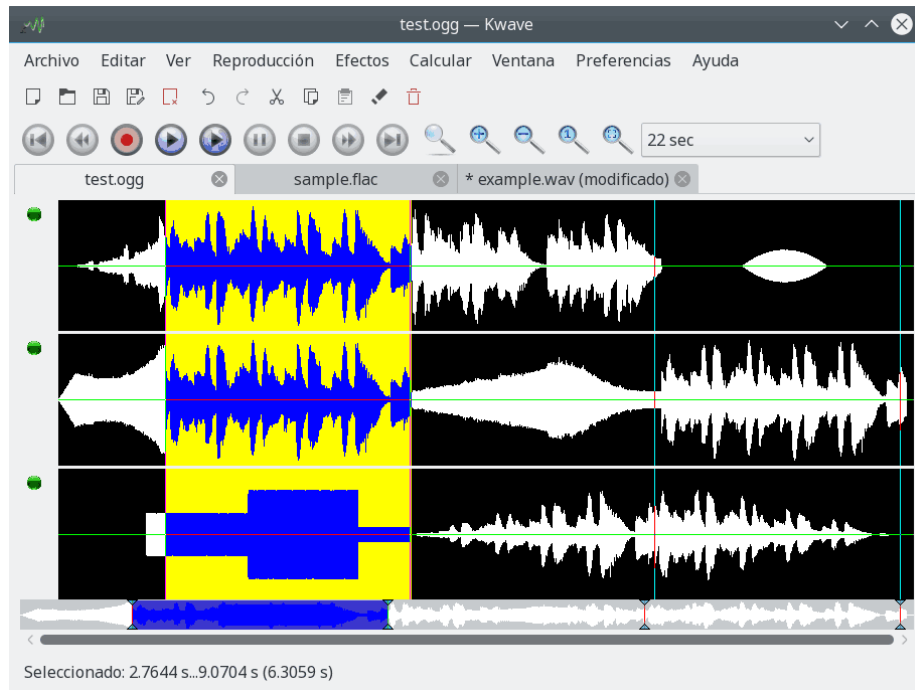 test.ogg — Kwave
Archivo Editar Ver Reproducción Efectos Calcular Ventana Preferencias Ayuda
1
22 sec
test.ogg sample.flac * example.wav (modificado)
Seleccionado: 2.7644 s...9.0704 s (6.3059 s)